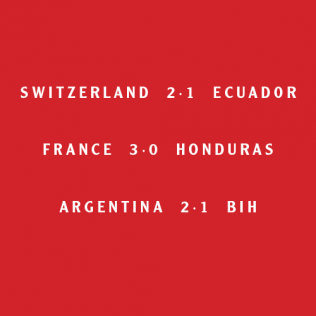 SWITZERLAND 2·1 ECUADOR
FRANCE 3·0 HONDURAS
ARGENTINA 2·1 BIH